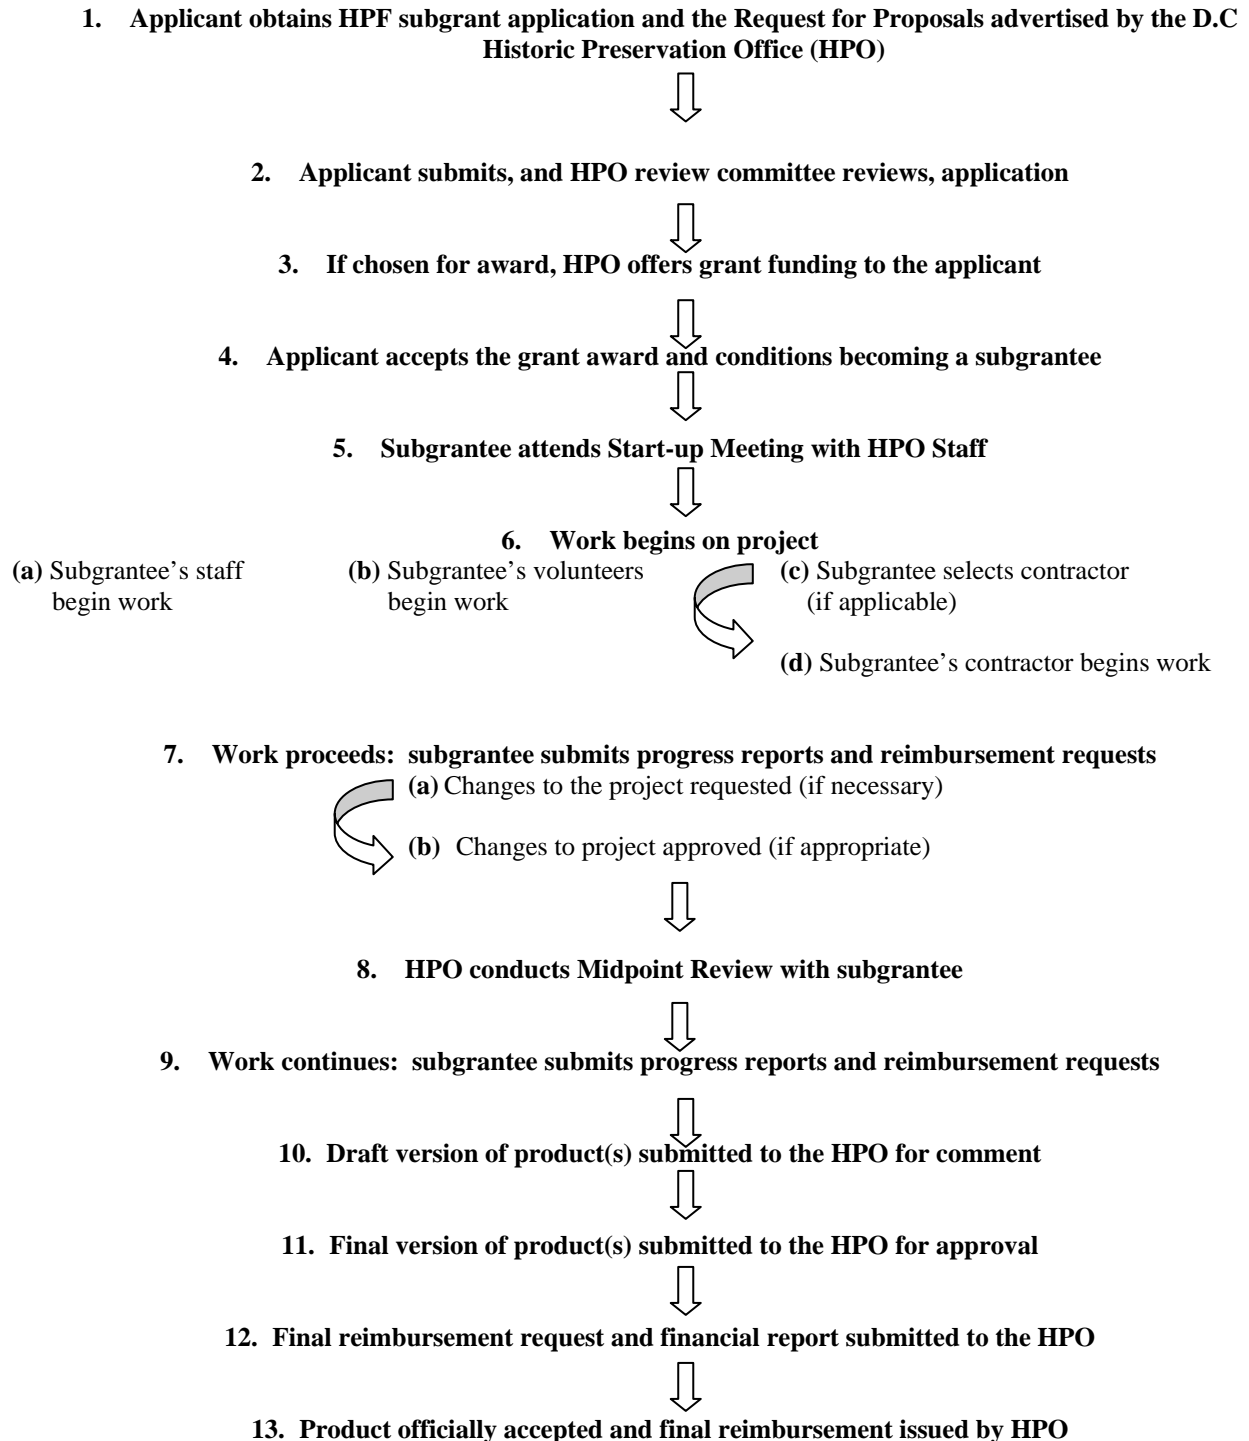 1. Applicant obtains HPF subgrant application and the Request for Proposals advertised by the D.C
Historic Preservation Office (HPO)
2. Applicant submits, and HPO review committee reviews, application
3. If chosen for award, HPO offers grant funding to the applicant
4. Applicant accepts the grant award and conditions becoming a subgrantee
5. Subgrantee attends Start-up Meeting with HPO Staff
6. Work begins on project
(a) Subgrantee’s staff
begin work
(b) Subgrantee’s volunteers
begin work
(c) Subgrantee selects contractor
(if applicable)
(d) Subgrantee’s contractor begins work
7. Work proceeds: subgrantee submits progress reports and reimbursement requests
(a) Changes to the project requested (if necessary)
(b) Changes to project approved (if appropriate)
8. HPO conducts Midpoint Review with subgrantee
9. Work continues: subgrantee submits progress reports and reimbursement requests
10. Draft version of product(s) submitted to the HPO for comment
11. Final version of product(s) submitted to the HPO for approval
12. Final reimbursement request and financial report submitted to the HPO
13. Product officially accepted and final reimbursement issued by HPO